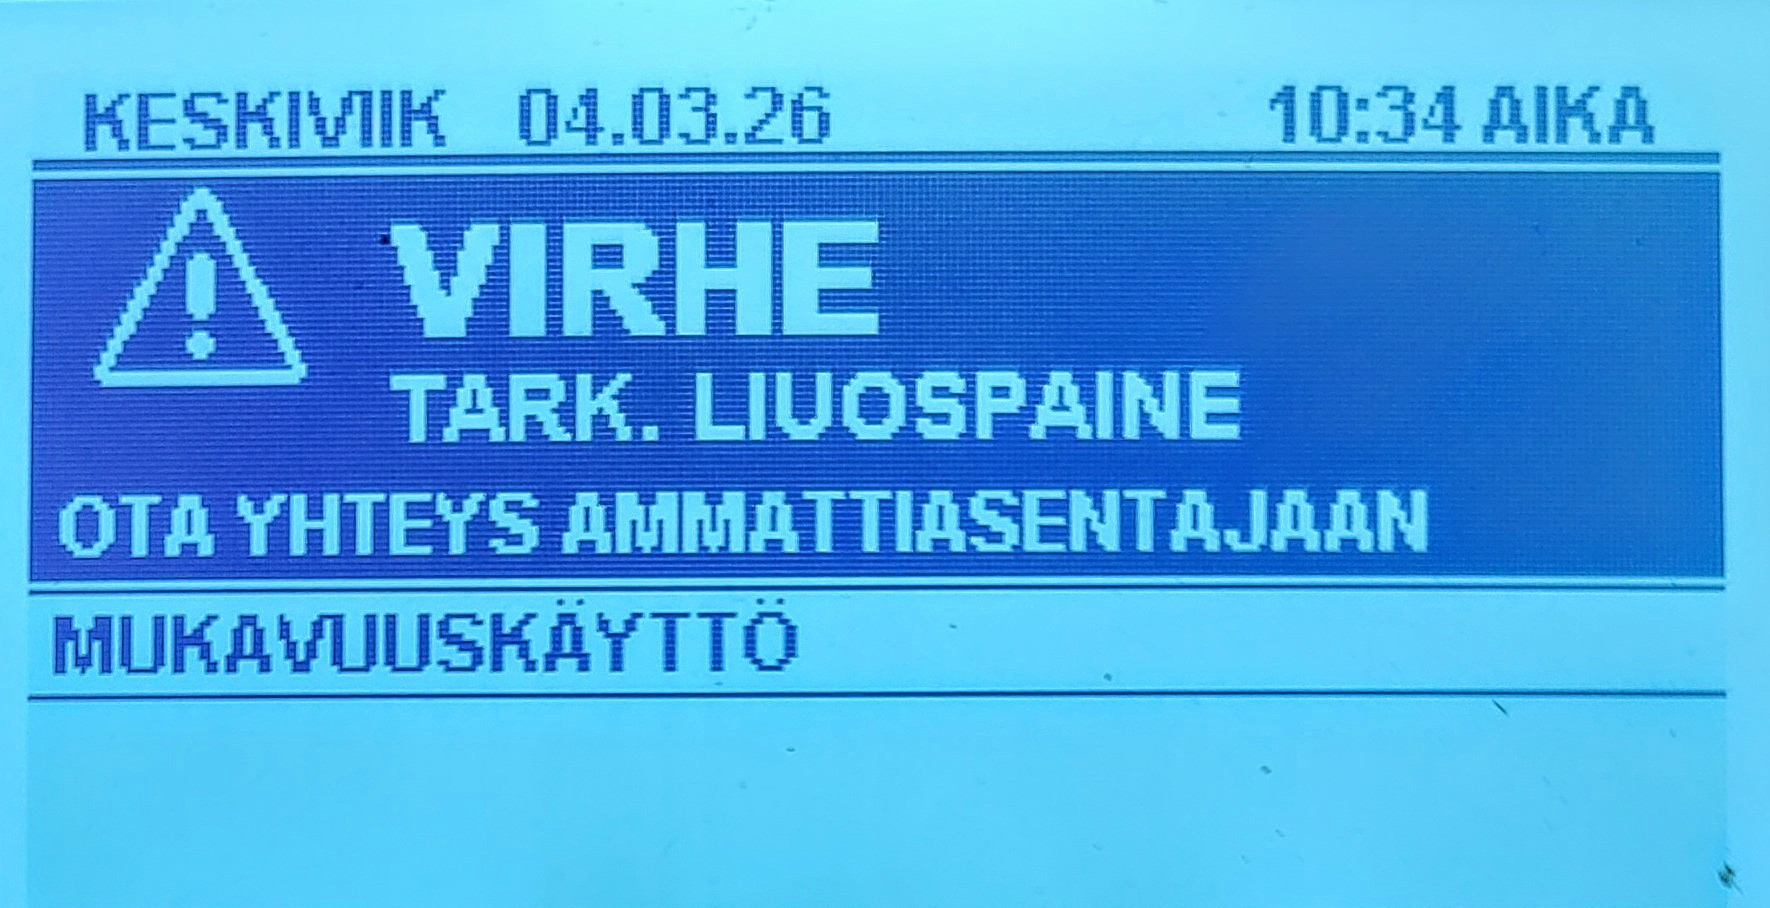 KESKIVIIK 04.03.26 10:34 AIKA
VIRHE
TARK. LIUOSPAINE
OTA YHTEYS AMMATTIASENTAJAAN
MUKAVUUSKÄYTTÖ